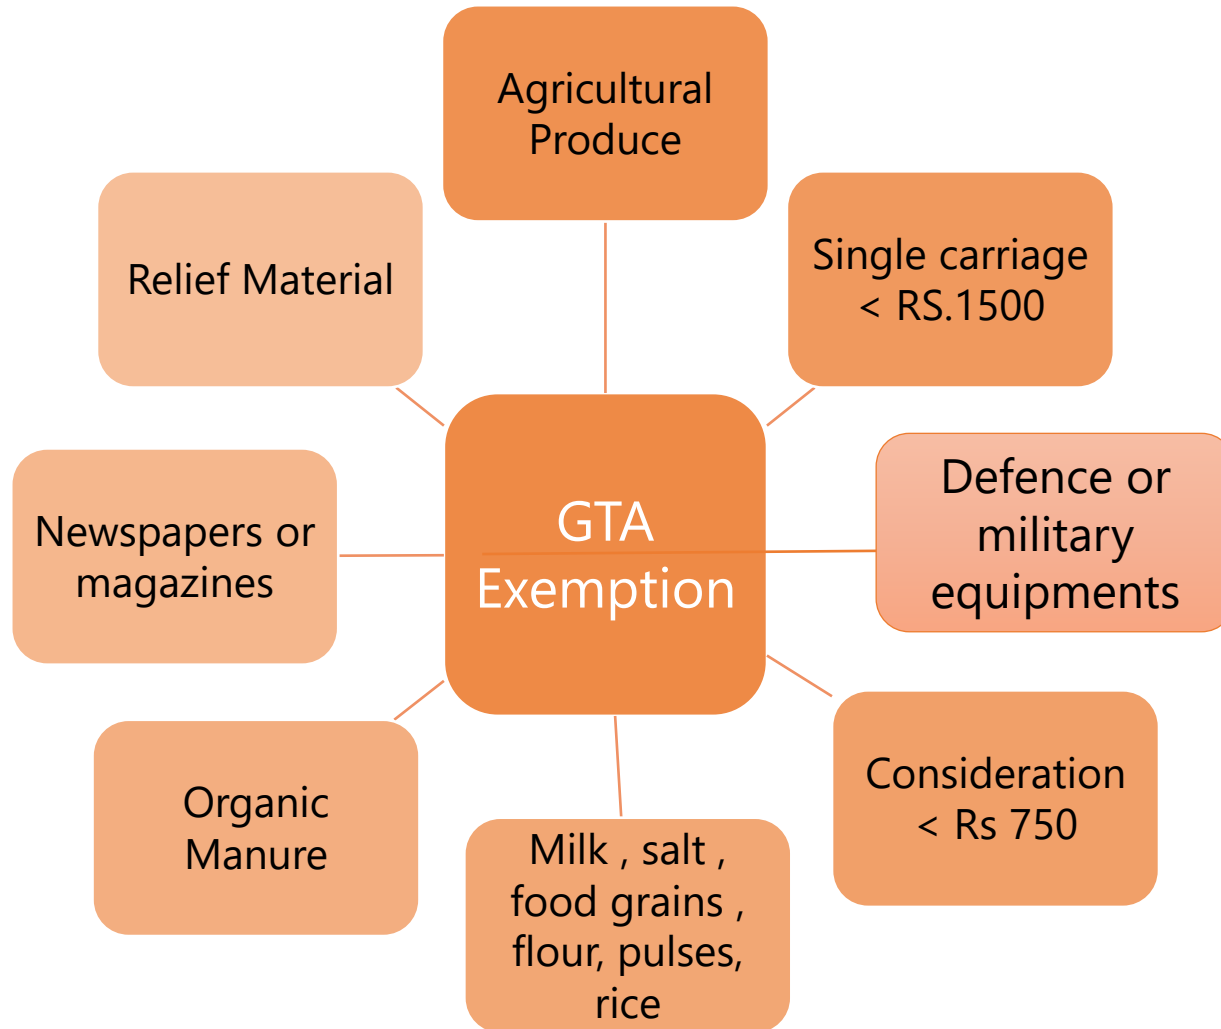 Agricultural
Produce
Relief Material
Single carriage
< RS.1500
Newspapers or
magazines
GTA
Exemption
Defence or
military
equipments
Organic
Manure
Milk , salt ,
food grains ,
flour, pulses,
rice
Consideration
< Rs 750